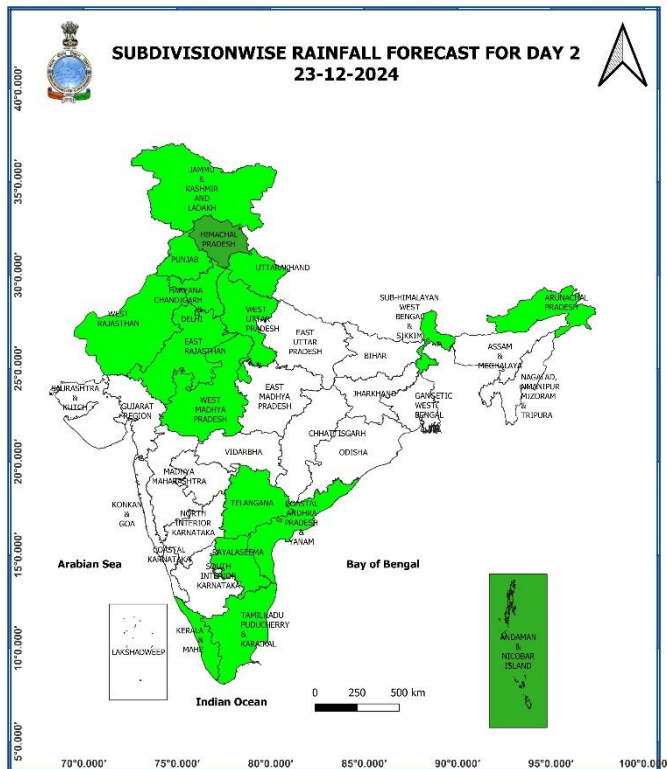 SUBDIVISIONWISE RAINFALL FORECAST FOR DAY 2
23-12-2024
40°0.000'
35°0.000'
30°0.000'
25°0.000'
20°0.000'
15°0.000'
10°0.000'
5°0.000'
JAMMU
&
KASHMIR
AND
LADAKH
HIMACHAL
PRADESH
PUNJAB
UTTARAKHAND
HARYANA
CHANDIGARH
DELHI
WEST
RAJASTHAN
WEST
UTTAR
PRADESH
EAST
RAJASTHAN
EAST
UTTAR
PRADESH
SUB-HIMALAYAN
WEST
BENGAL
&
SIKKIM
ARUNACHAL
PRADESH
BIHAR
ASSAM
&
MEGHALAYA
SAURASHTRA
&
KUTCH
GUJARAT
REGION
WEST
MADHYA
PRADESH
EAST
MADHYA
PRADESH
JHARKHAND
GANGETIC
WEST
BENGAL
MIZORAM
&
TRIPURA
CHHATTISGARH
VIDARBHA
ODISHA
MADHYA
MAHARASHTRA
KONKAN
AND
GOA
TELANGANA
COASTAL
ANDHRA
PRADESH
&
YANAM
NORTH
INTERIOR
KARNATAKA
COASTAL
KARNATAKA
RAYALASEEMA
SOUTH
INTERIOR
KARNATAKA
Arabian Sea
Bay of Bengal
KERALA
&
MAHE
TAMILNADU
PUDUCHERRY
&
KARAIKAL
LAKSHADWEEP
ANDAMAN
&
NICOBAR
ISLAND
Indian Ocean
0 250 500 km
70°0.000' 75°0.000' 80°0.000' 85°0.000' 90°0.000' 95°0.000'